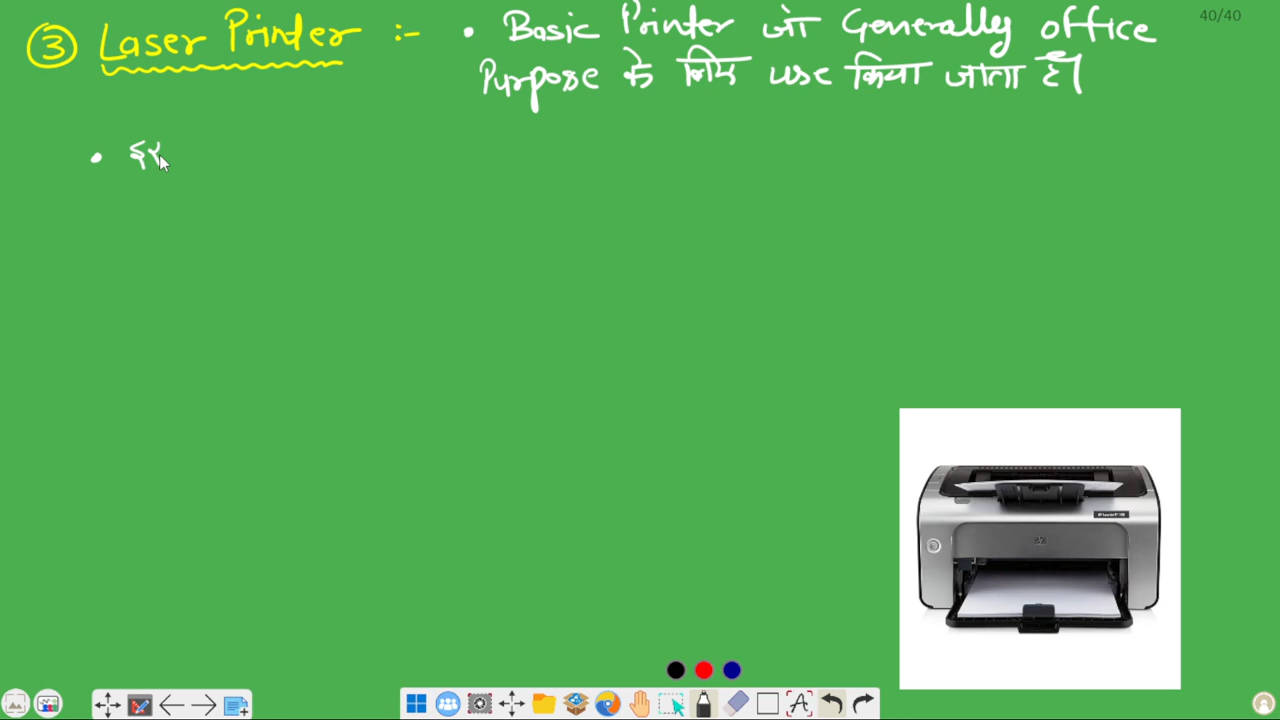 40/40
③ Laser Printer :- • Basic Printer जो Generally office
Purpose के लिए use किया जाता है।
•